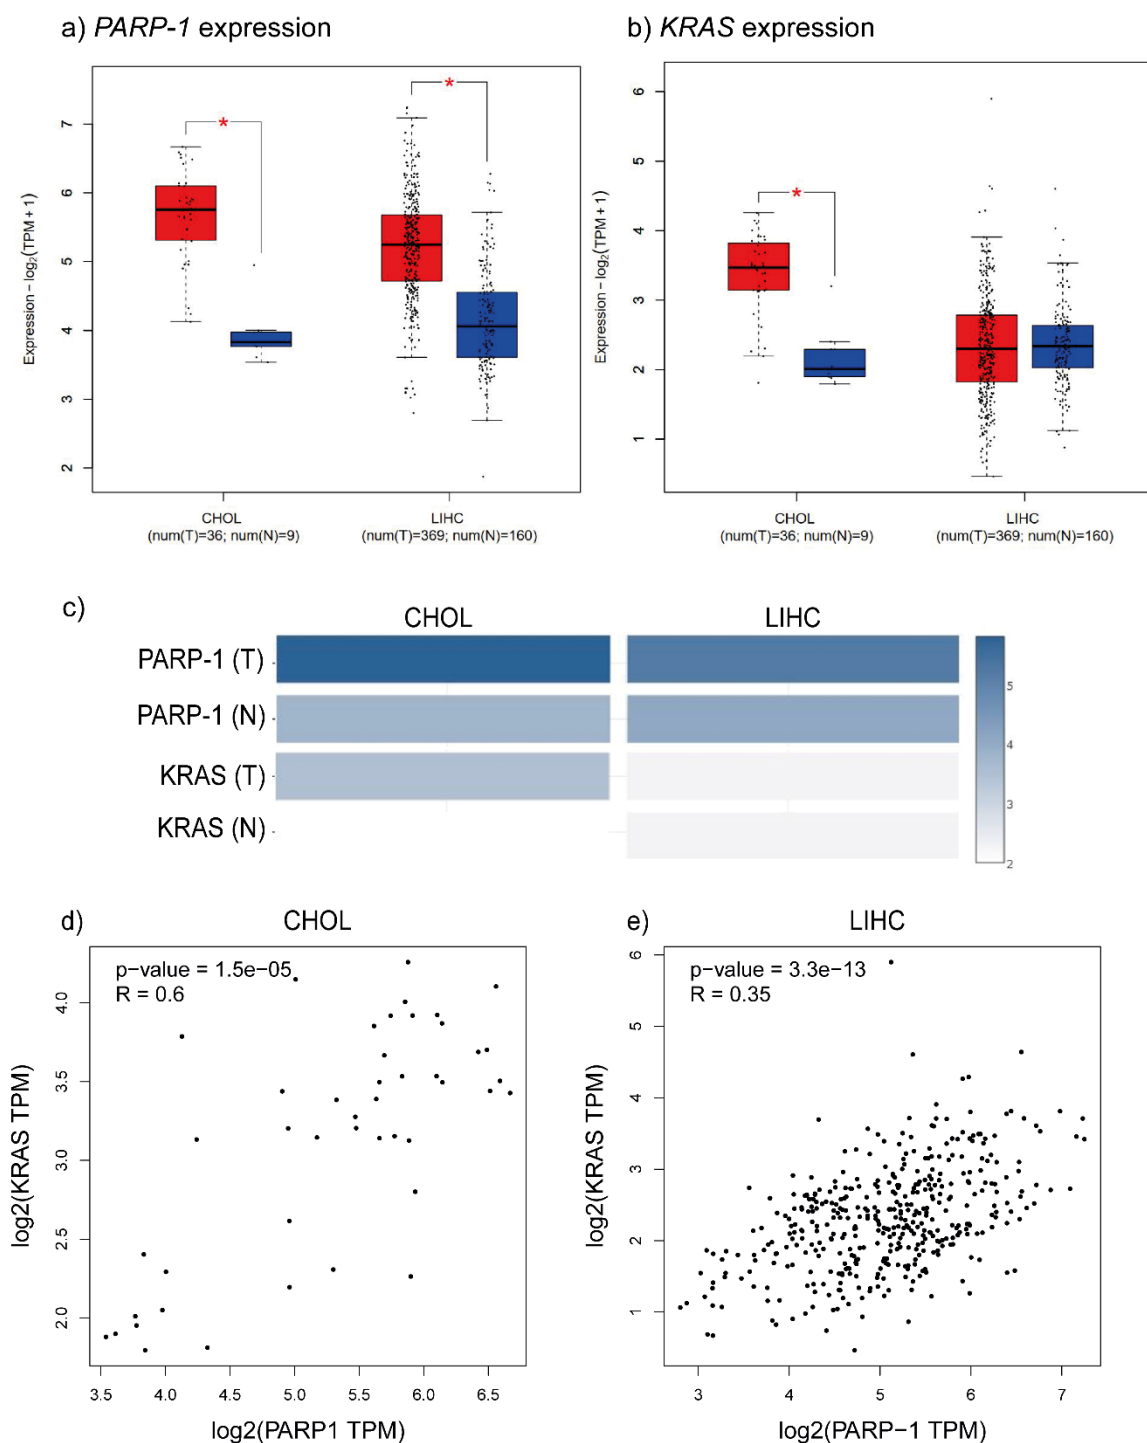 a) PARP-1 expression
Expression − log2(TPM + 1)
7
6
5
4
3
2
*
*
CHOL
(num(T)=36; num(N)=9)
LIHC
(num(T)=369; num(N)=160)
b) KRAS expression
Expression − log2(TPM + 1)
6
5
4
3
2
1
*
CHOL
(num(T)=36; num(N)=9)
LIHC
(num(T)=369; num(N)=160)
c)
CHOL
LIHC
PARP-1 (T)
PARP-1 (N)
KRAS (T)
KRAS (N)
5
4
3
2
d)
CHOL
p−value = 1.5e−05
R = 0.6
log2(KRAS TPM)
4.0
3.5
3.0
2.5
2.0
3.5 4.0 4.5 5.0 5.5 6.0 6.5
log2(PARP1 TPM)
e)
LIHC
p−value = 3.3e−13
R = 0.35
log2(KRAS TPM)
6
5
4
3
2
1
3 4 5 6 7
log2(PARP−1 TPM)